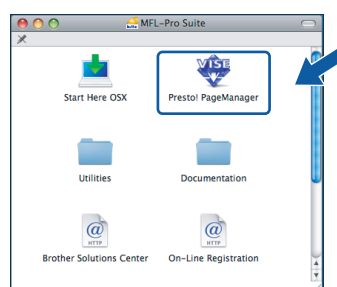 MFL-Pro Suite
VISE
Start Here OSX
Presto! PageManager
Utilities
Documentation
@
HTTP
@
HTTP
Brother Solutions Center
On-Line Registration